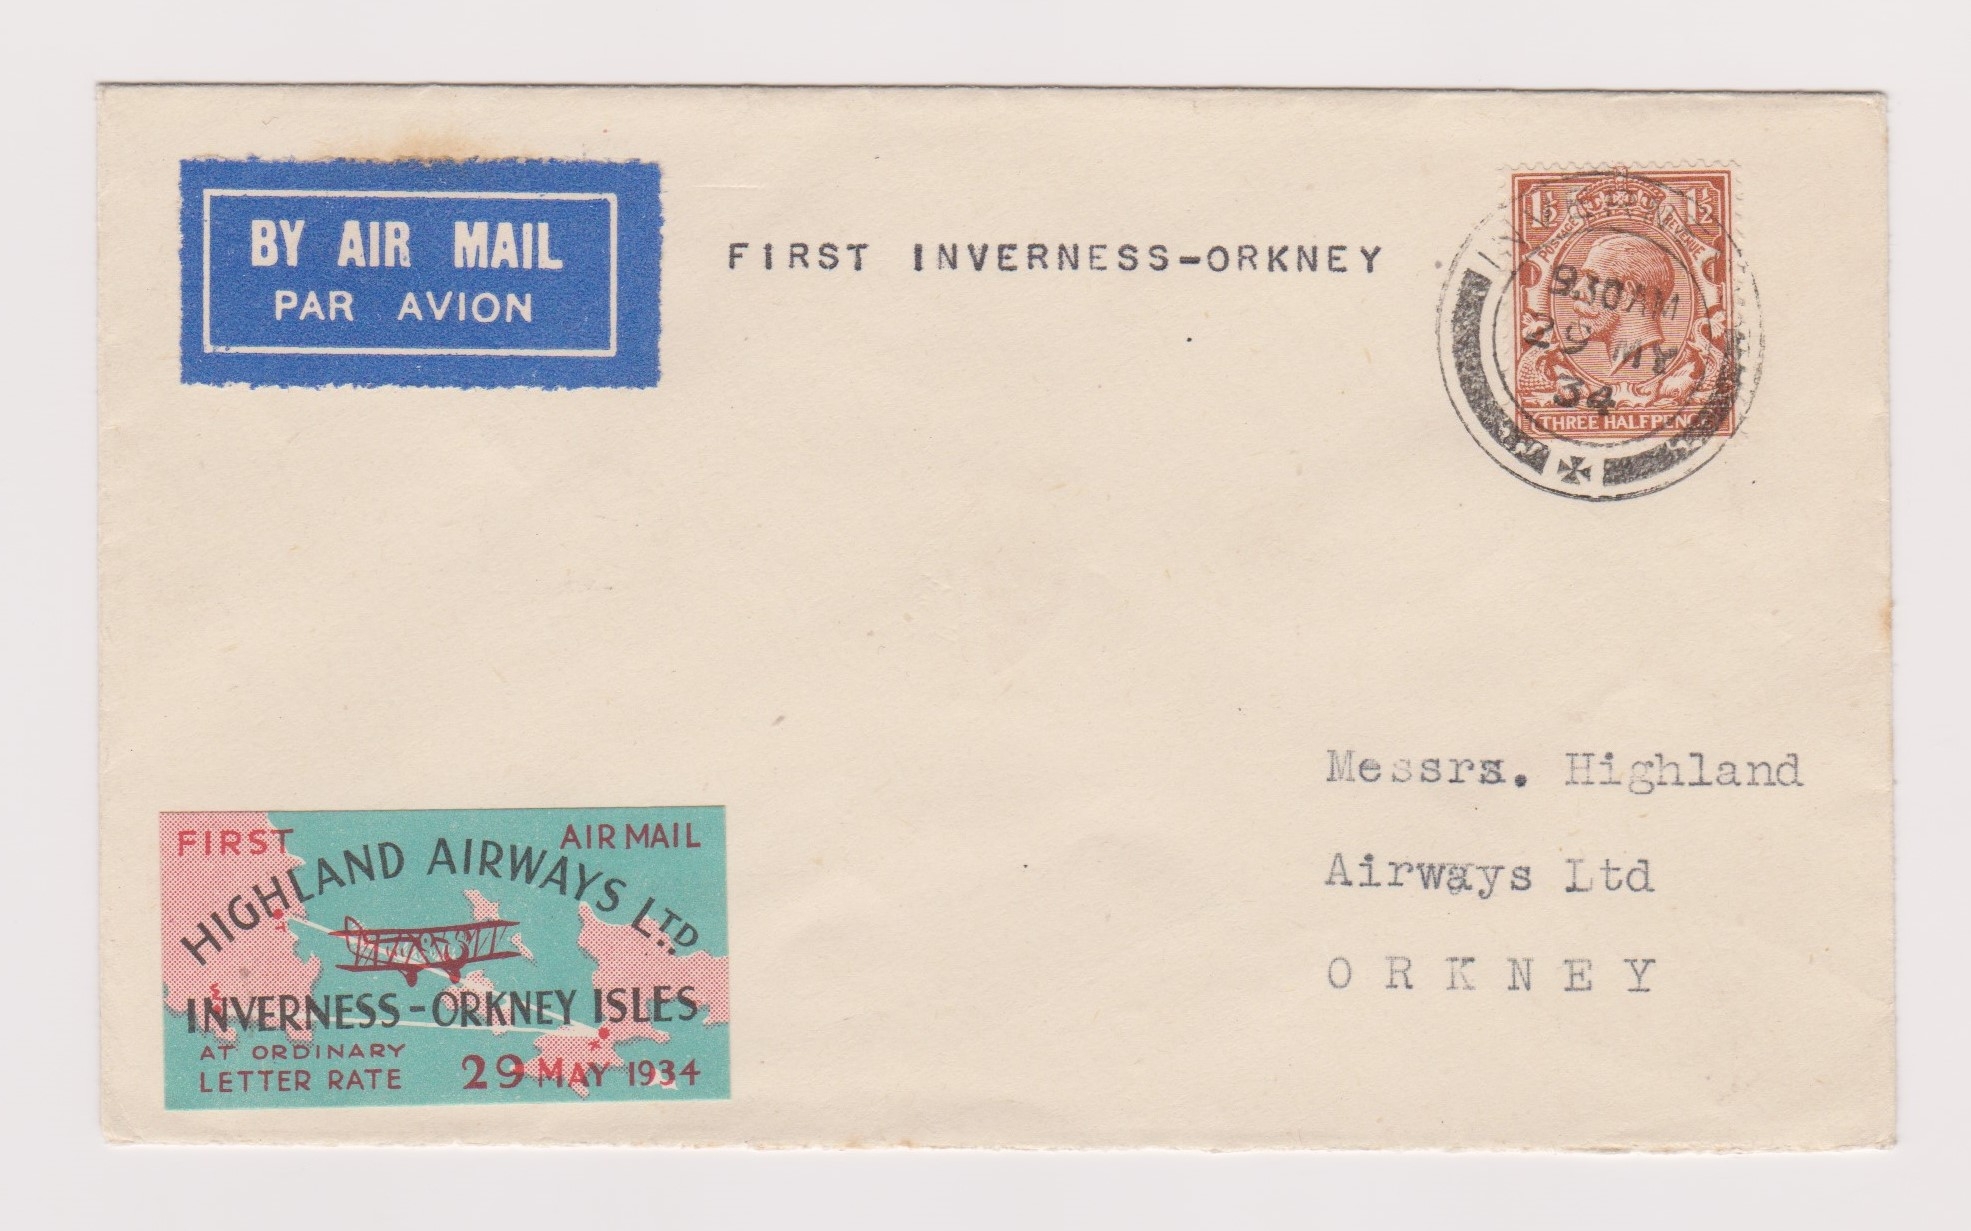 BY AIR MAIL
PAR AVION
FIRST INVERNESS-ORKNEY
1½ 1½
POSTAGE REVENUE
THREE HALFPENCE
9.30AM
29 MY
34
Messrs. Highland
Airways Ltd
ORKNEY
FIRST AIR MAIL
HIGHLAND AIRWAYS LTD.
INVERNESS-ORKNEY ISLES
AT ORDINARY
LETTER RATE
29 MAY 1934